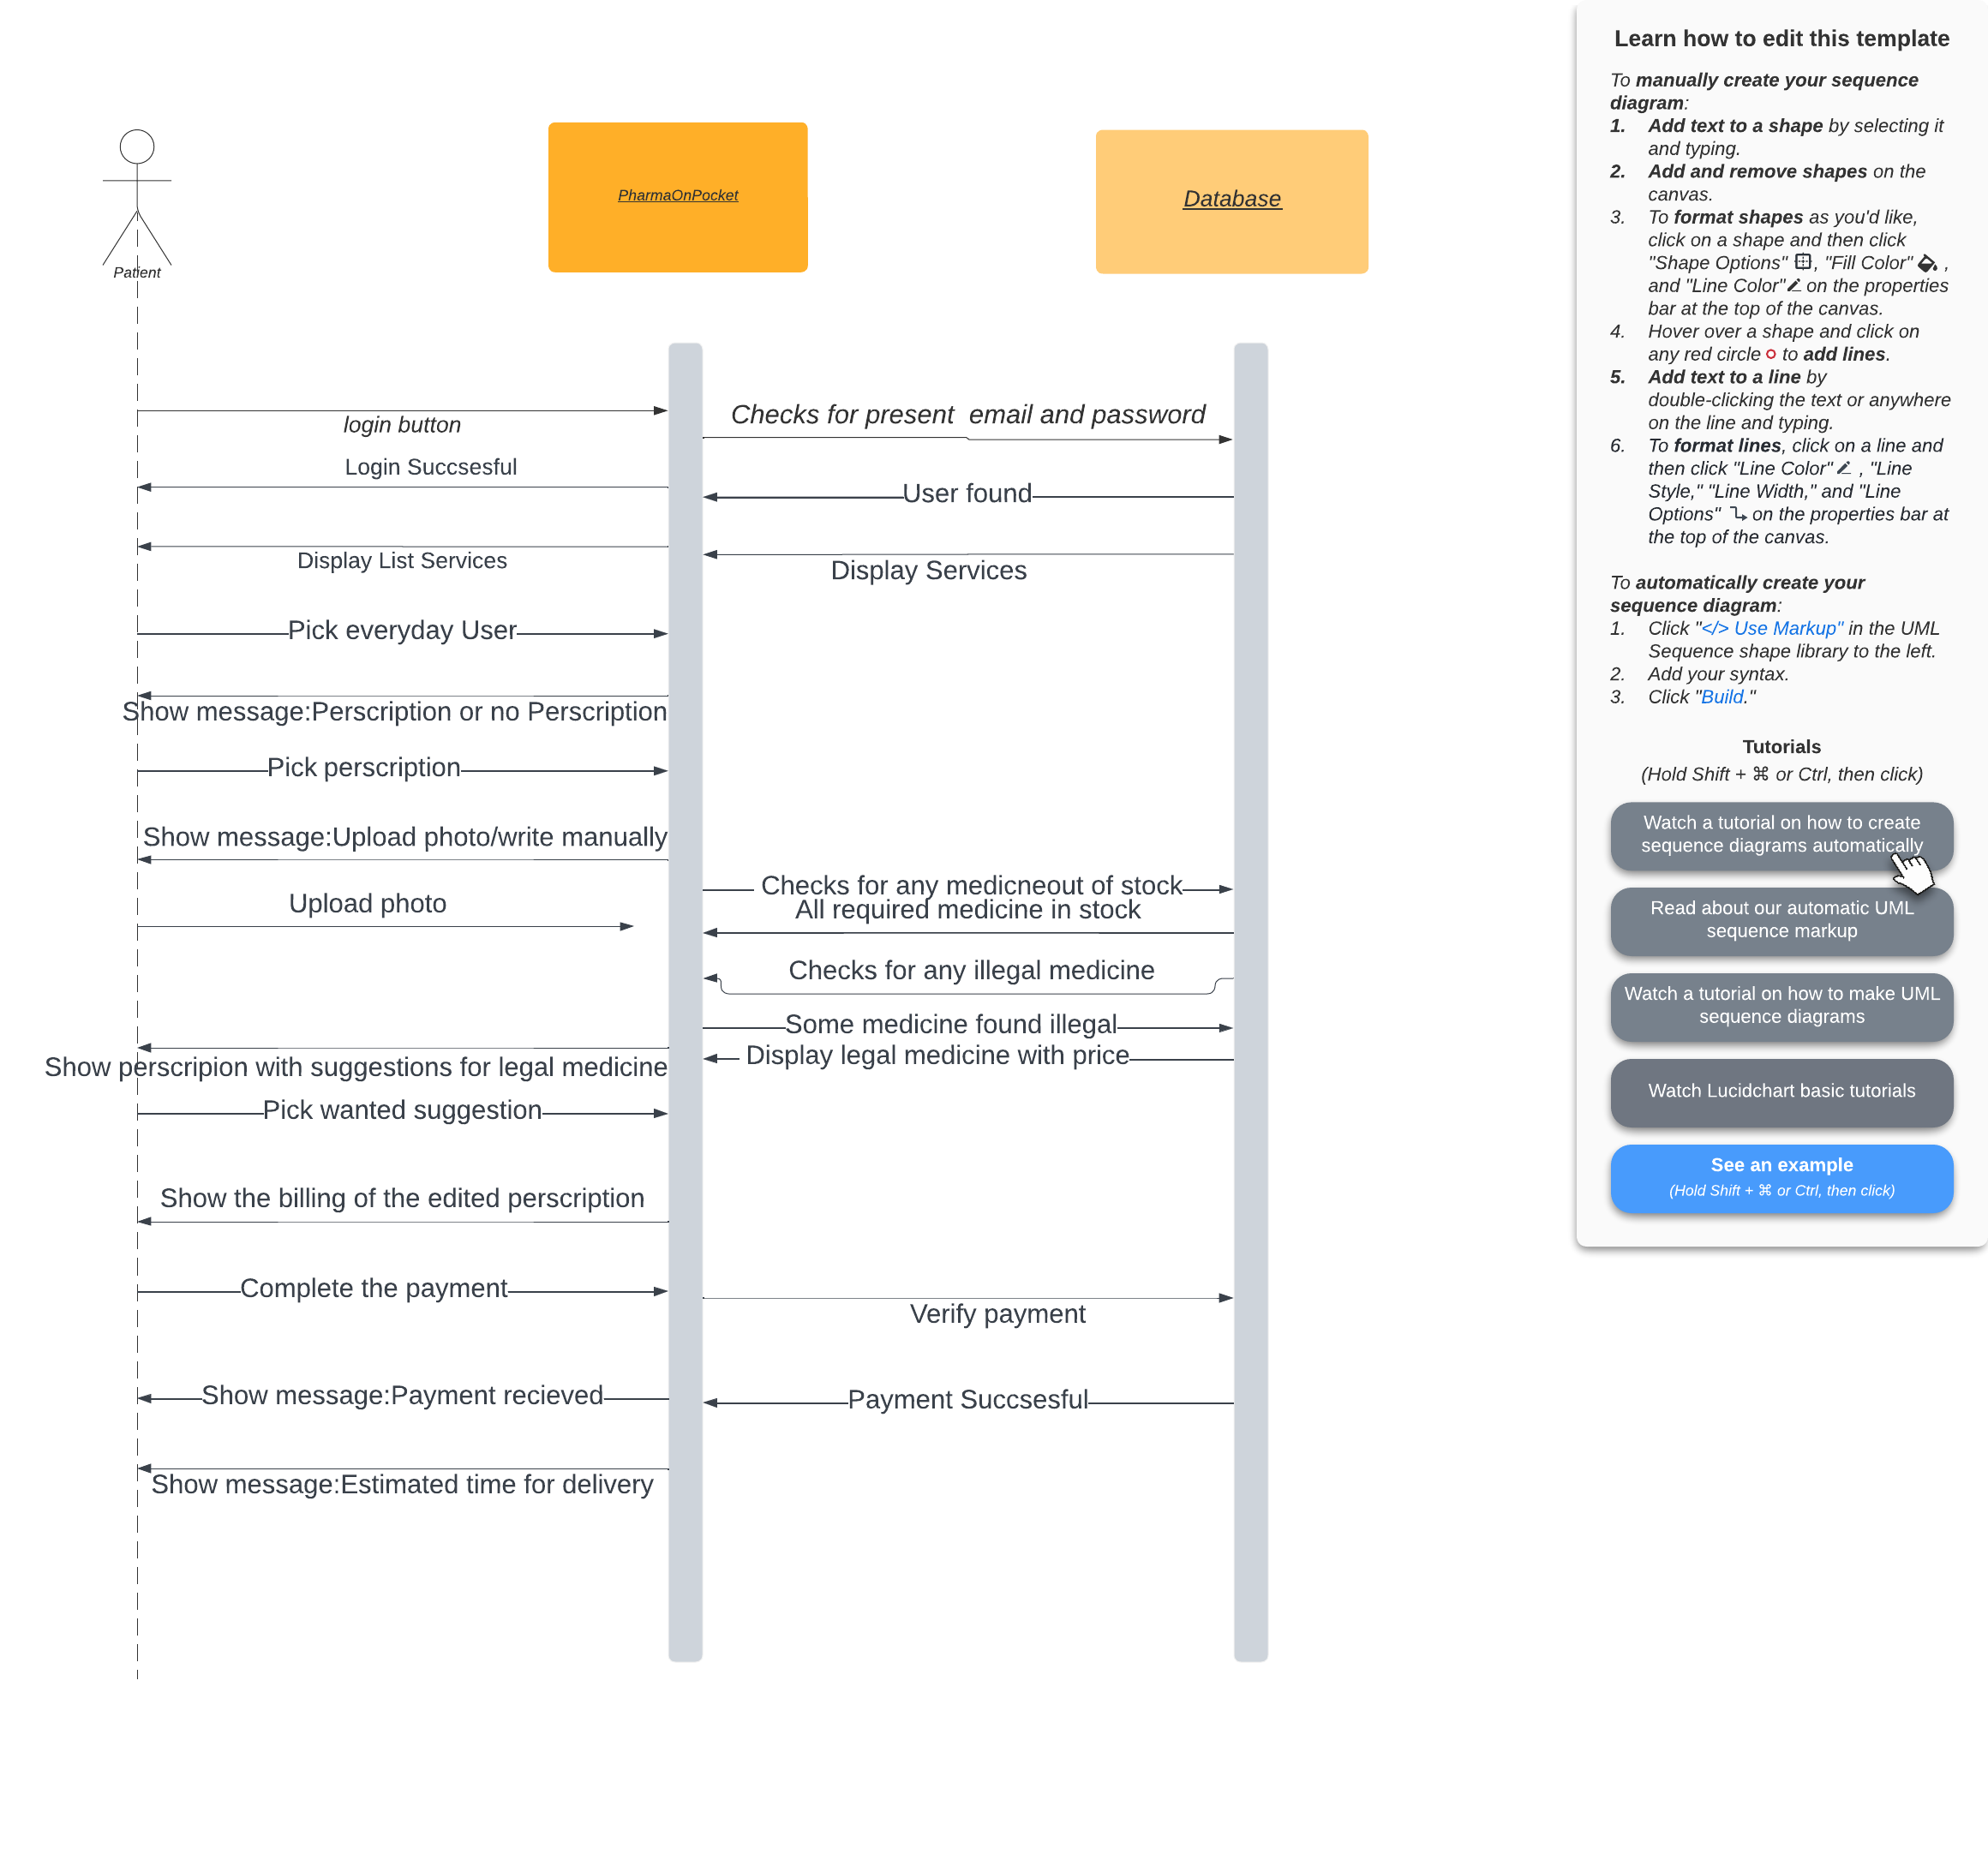 Patient
PharmaOnPocket
Database
login button
Checks for present  email and password
Login Succsesful
User found
Display List Services
Display Services
Pick everyday User
Show message:Perscription or no Perscription
Pick perscription
Show message:Upload photo/write manually
Checks for any medicneout of stock
Upload photo
All required medicine in stock
Checks for any illegal medicine
Some medicine found illegal
Display legal medicine with price
Show perscripion with suggestions for legal medicine
Pick wanted suggestion
Show the billing of the edited perscription
Complete the payment
Verify payment
Show message:Payment recieved
Payment Succsesful
Show message:Estimated time for delivery
Learn how to edit this template
To manually create your sequence
diagram:
1. Add text to a shape by selecting it
and typing.
2. Add and remove shapes on the
canvas.
3. To format shapes as you'd like,
click on a shape and then click
"Shape Options" , "Fill Color" ,
and "Line Color" on the properties
bar at the top of the canvas.
4. Hover over a shape and click on
any red circle to add lines.
5. Add text to a line by
double-clicking the text or anywhere
on the line and typing.
6. To format lines, click on a line and
then click "Line Color" , "Line
Style," "Line Width," and "Line
Options" on the properties bar at
the top of the canvas.
To automatically create your
sequence diagram:
1. Click "</> Use Markup" in the UML
Sequence shape library to the left.
2. Add your syntax.
3. Click "Build."
Tutorials
(Hold Shift + ⌘ or Ctrl, then click)
Watch a tutorial on how to create
sequence diagrams automatically
Read about our automatic UML
sequence markup
Watch a tutorial on how to make UML
sequence diagrams
Watch Lucidchart basic tutorials
See an example
(Hold Shift + ⌘ or Ctrl, then click)